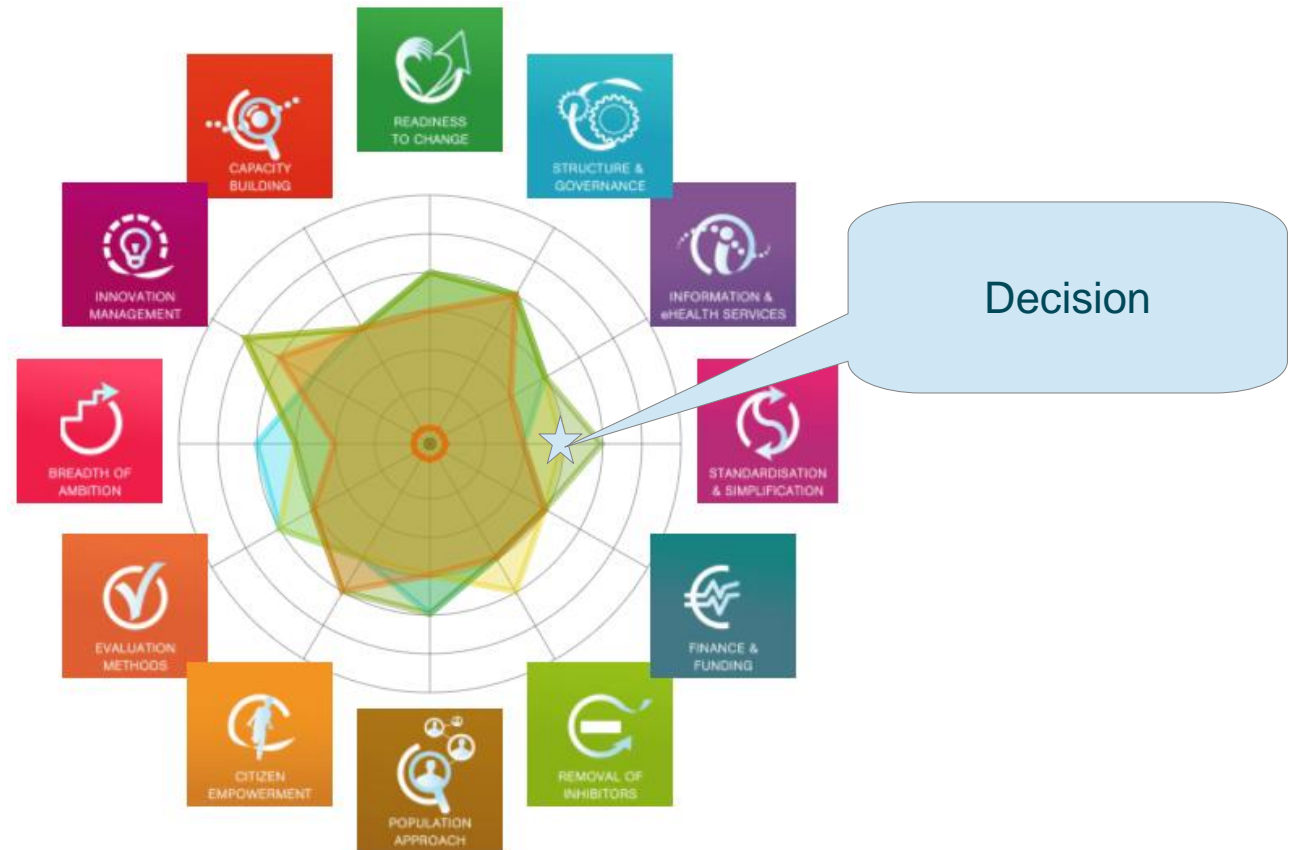 READINESS
TO CHANGE
STRUCTURE &
GOVERNANCE
INFORMATION &
eHEALTH SERVICES
STANDARDISATION
& SIMPLIFICATION
FINANCE &
FUNDING
REMOVAL OF
INHIBITORS
POPULATION
APPROACH
CITIZEN
EMPOWERMENT
EVALUATION
METHODS
BREADTH OF
AMBITION
INNOVATION
MANAGEMENT
CAPACITY
BUILDING
Decision